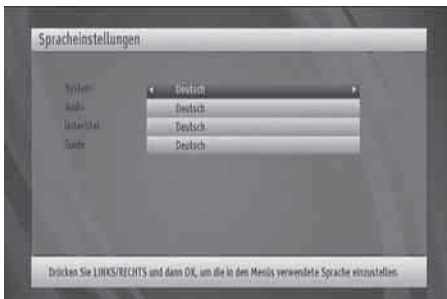 Spracheinstellungen
System Deutsch
Audio Deutsch
Untertitel Deutsch
Guide Deutsch
Drücken Sie LINKS/RECHTS und dann OK, um die in den Menüs verwendete Sprache einzustellen.